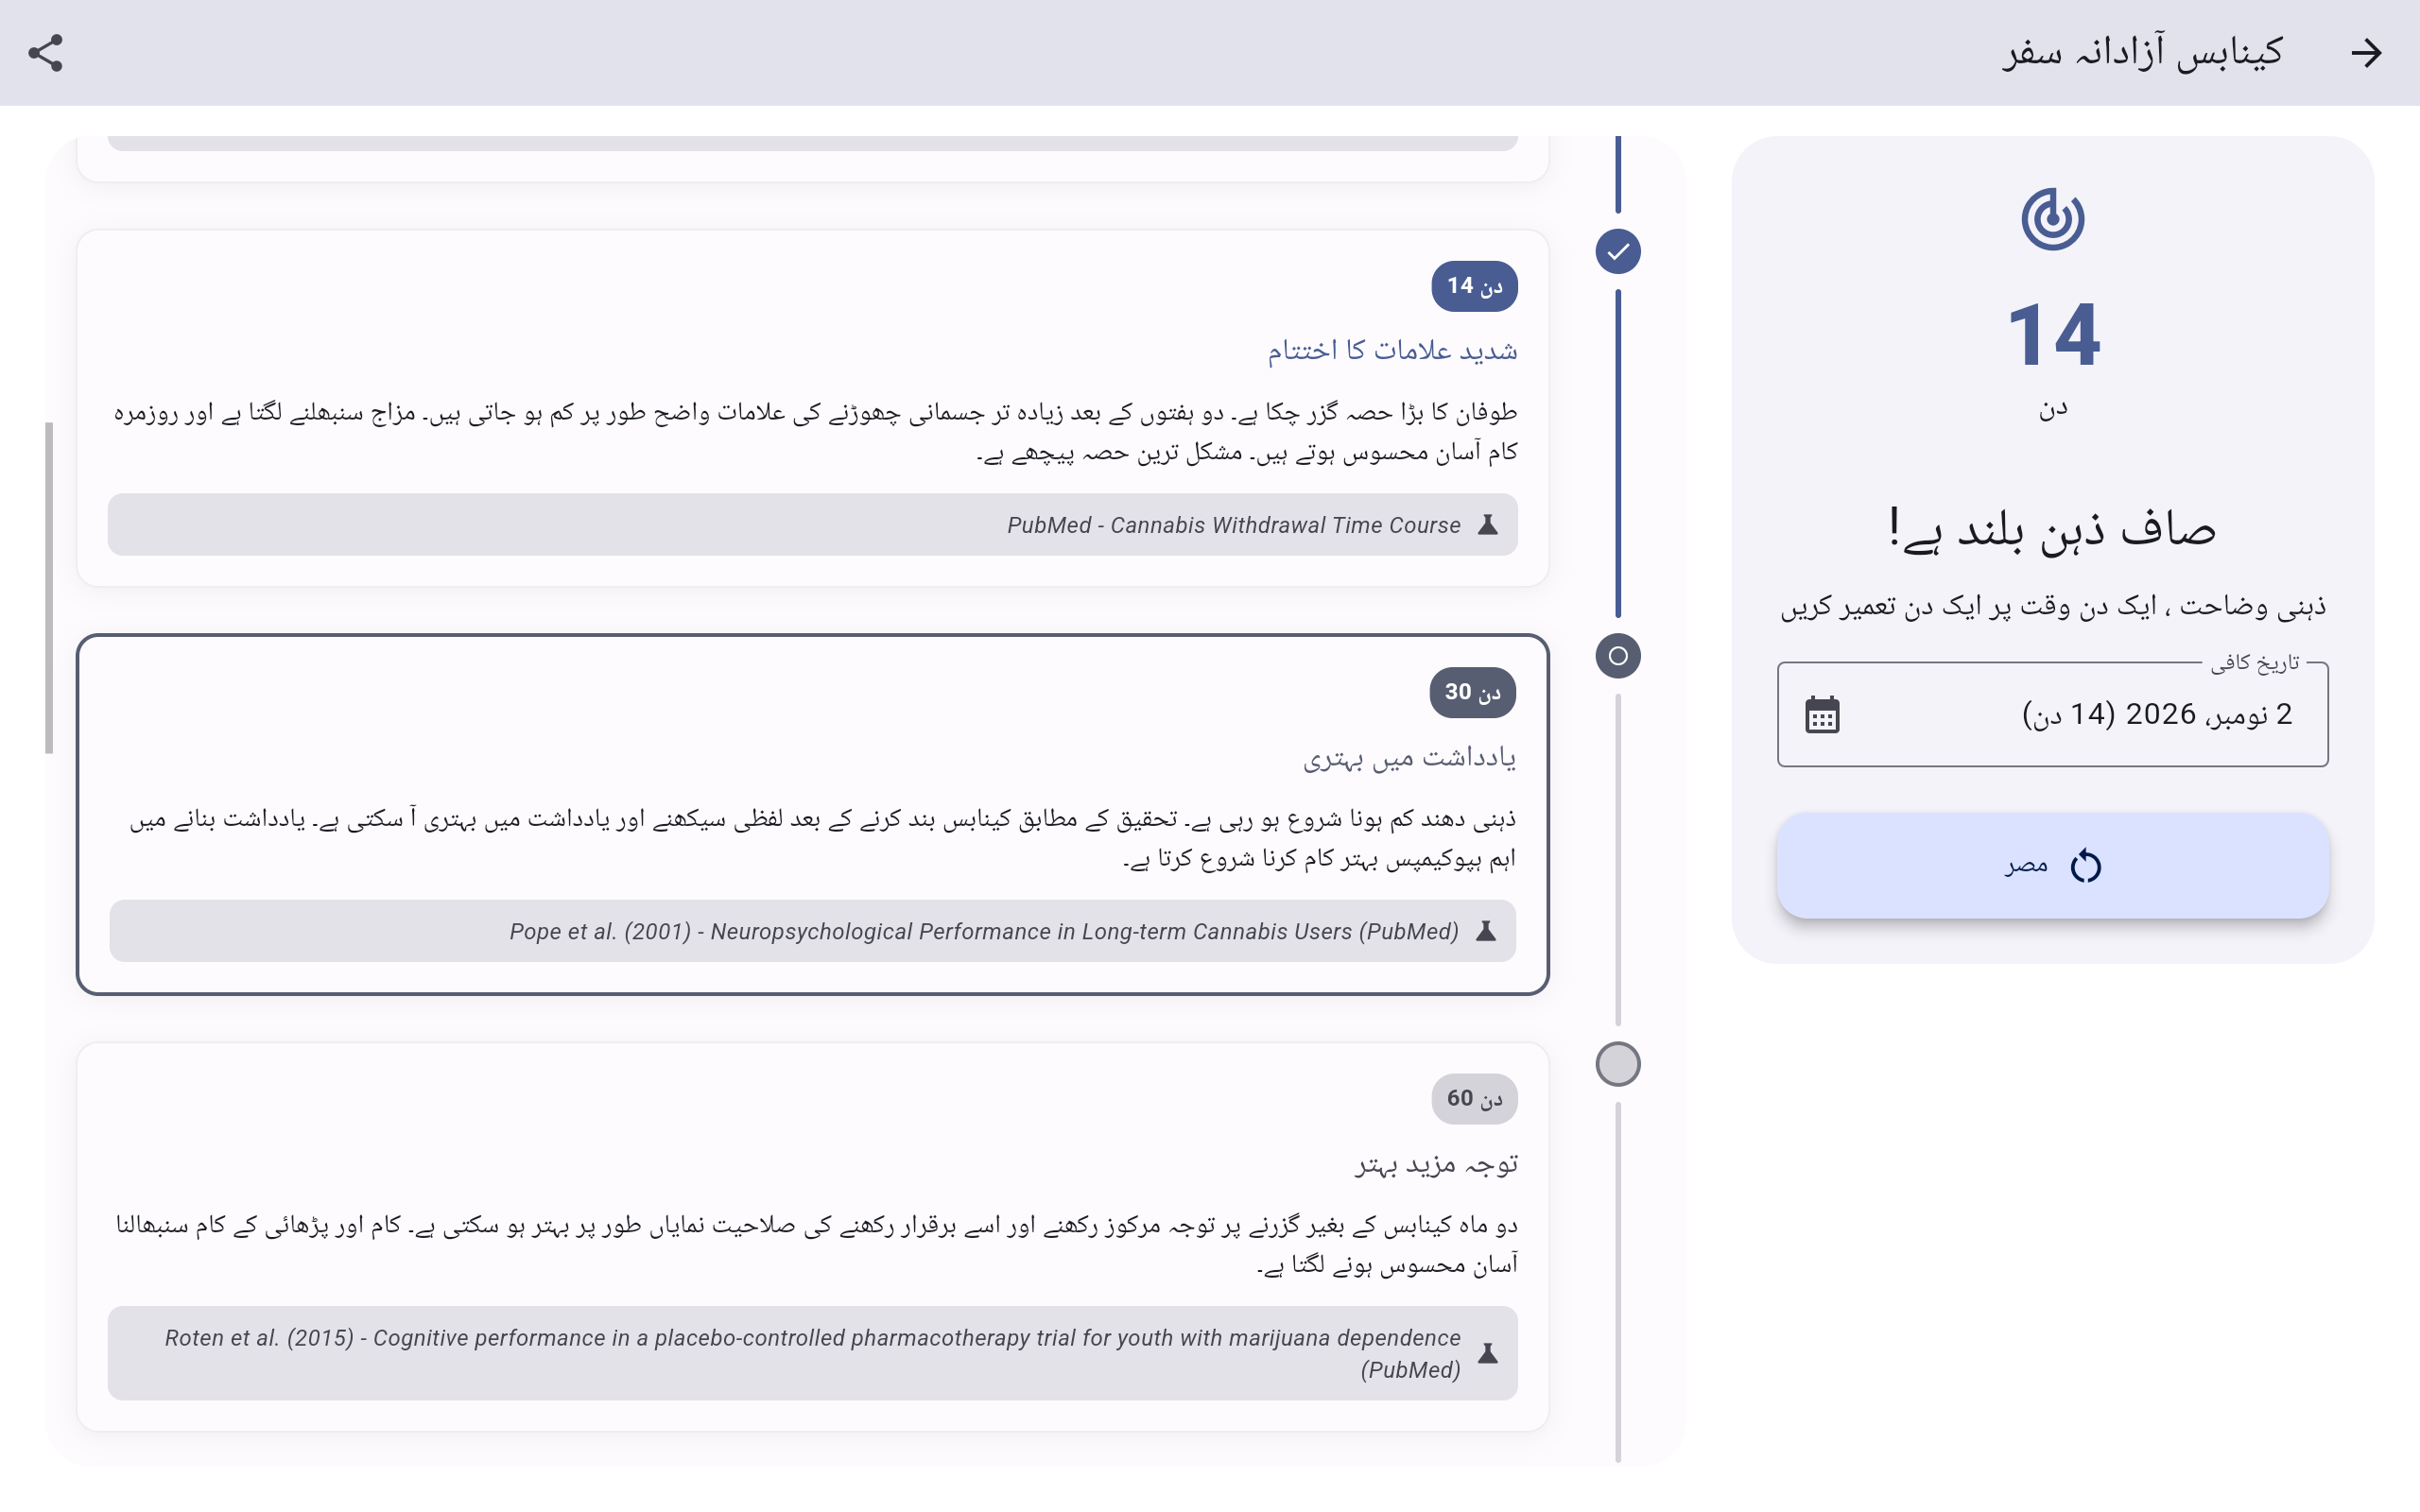 کینابس آزادانہ سفر
14
دن
صاف ذہن بلند ہے!
ذہنی وضاحت ، ایک دن وقت پر ایک دن تعمیر کریں
تاریخ کافی
2 نومبر، 2026 (14 دن)
مصر
دن 14
شدید علامات کا اختتام
طوفان کا بڑا حصہ گزر چکا ہے۔ دو ہفتوں کے بعد زیادہ تر جسمانی چھوڑنے کی علامات واضح طور پر کم ہو جاتی ہیں۔ مزاج سنبھلنے لگتا ہے اور روزمرہ
کام آسان محسوس ہوتے ہیں۔ مشکل ترین حصہ پیچھے ہے۔
PubMed - Cannabis Withdrawal Time Course
دن 30
یادداشت میں بہتری
ذہنی دھند کم ہونا شروع ہو رہی ہے۔ تحقیق کے مطابق کینابس بند کرنے کے بعد لفظی سیکھنے اور یادداشت میں بہتری آ سکتی ہے۔ یادداشت بنانے میں
اہم ہپوکیمپس بہتر کام کرنا شروع کرتا ہے۔
Pope et al. (2001) - Neuropsychological Performance in Long-term Cannabis Users (PubMed)
دن 60
توجہ مزید بہتر
دو ماہ کینابس کے بغیر گزرنے پر توجہ مرکوز رکھنے اور اسے برقرار رکھنے کی صلاحیت نمایاں طور پر بہتر ہو سکتی ہے۔ کام اور پڑھائی کے کام سنبھالنا
آسان محسوس ہونے لگتا ہے۔
Roten et al. (2015) - Cognitive performance in a placebo-controlled pharmacotherapy trial for youth with marijuana dependence
(PubMed)